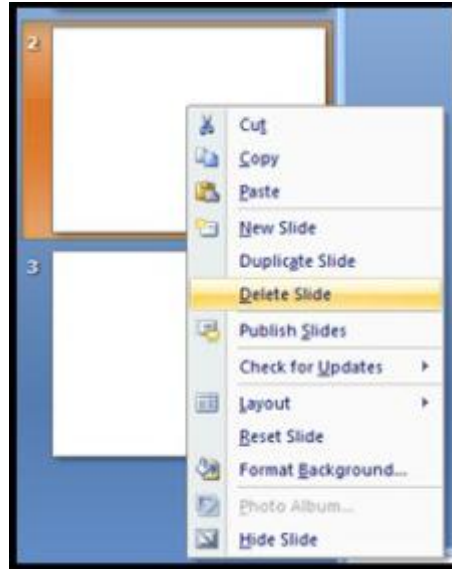 2
Cut
Copy
Paste
New Slide
Duplicate Slide
Delete Slide
Publish Slides
Check for Updates
Layout
Reset Slide
Format Background...
Photo Album...
Hide Slide
3